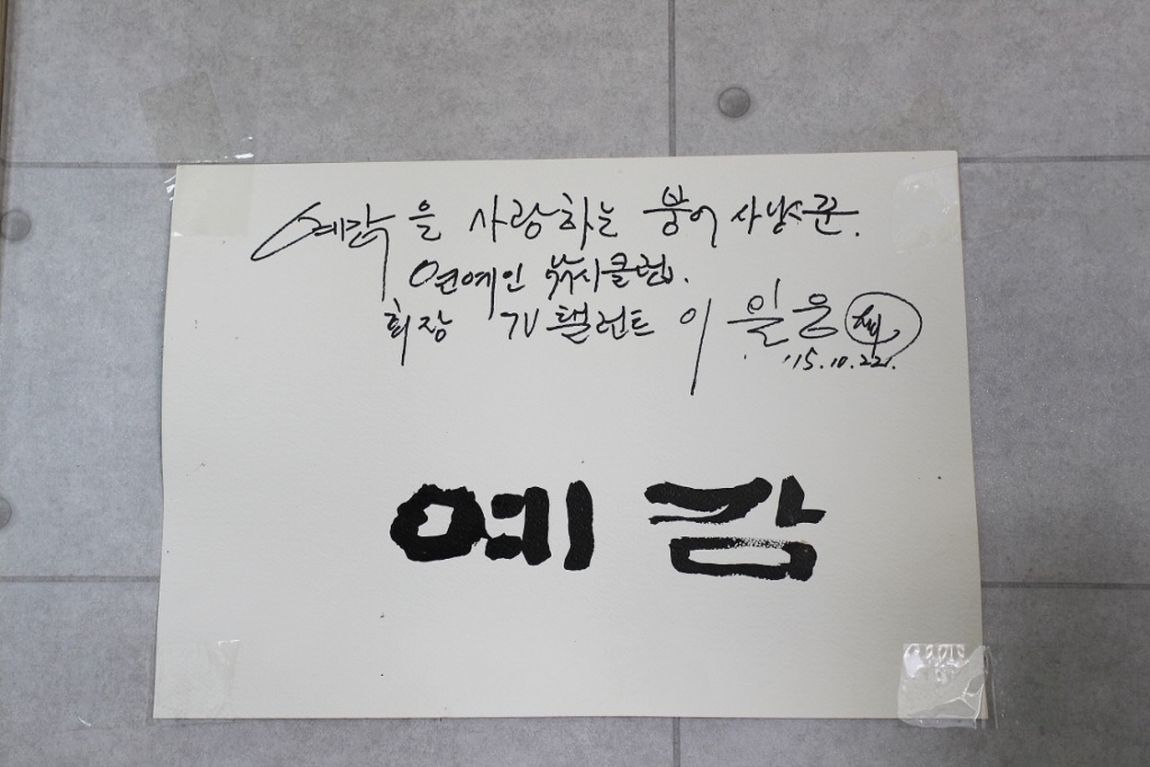 예감을 사랑하는 붕어 사냥꾼.
연예인 낚시클럽.
회장 TV탤런트 이 일웅
'15.10.22.
예감